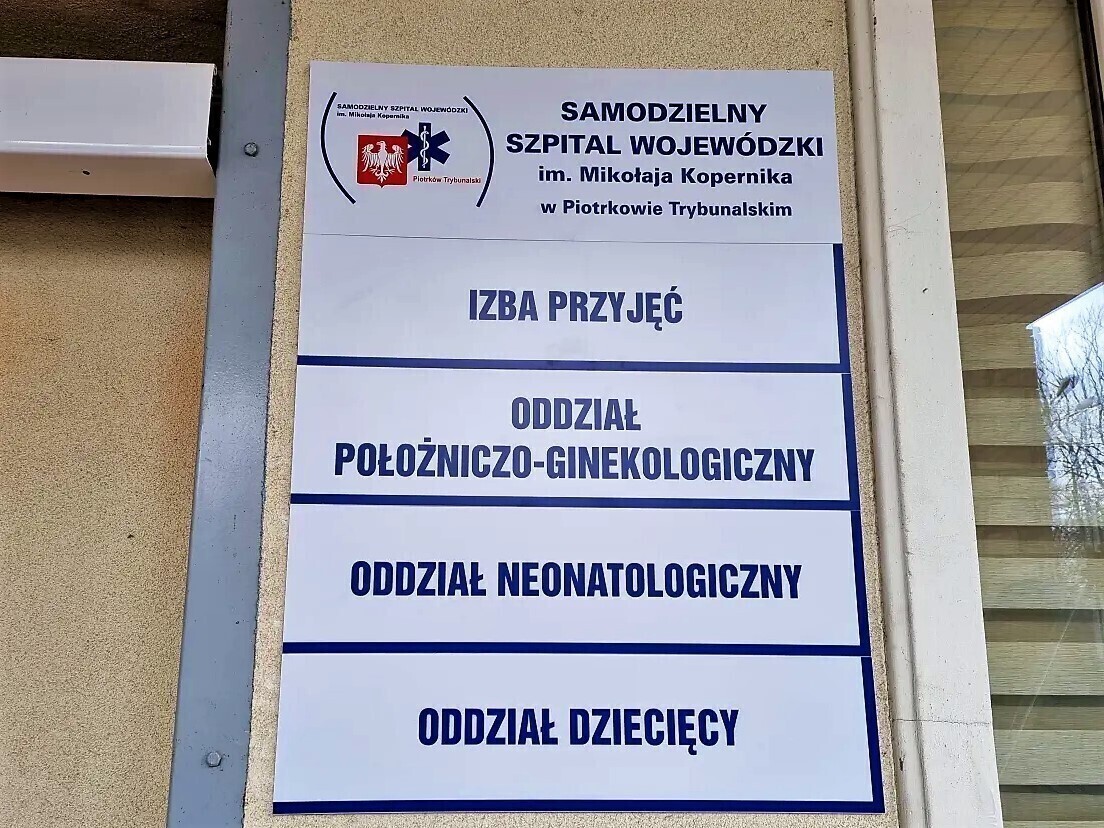 SAMODZIELNY SZPITAL WOJEWÓDZKI
im. Mikołaja Kopernika
Piotrków Trybunalski
SAMODZIELNY
SZPITAL WOJEWÓDZKI
im. Mikołaja Kopernika
w Piotrkowie Trybunalskim
IZBA PRZYJĘĆ
ODDZIAŁ
POŁOŻNICZO-GINEKOLOGICZNY
ODDZIAŁ NEONATOLOGICZNY
ODDZIAŁ DZIECIĘCY